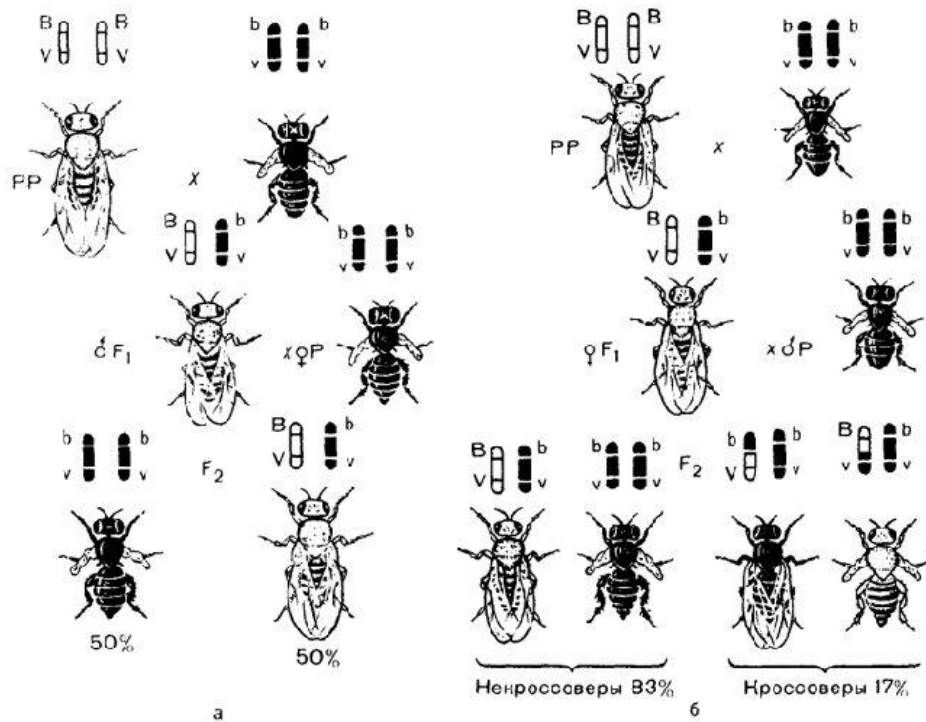 B B b b
V V v v
PP x
B b b b
V v v v
♂ F₁ x♀P
b b B b
v v V v
F₂
50% 50%
а
B B b b
V V v v
PP x
B b b b
V v v v
♀ F₁ x♂P
B b b b F₂ b b B b
V v v v V v v v
Некроссоверы 83% Кроссоверы 17%
б